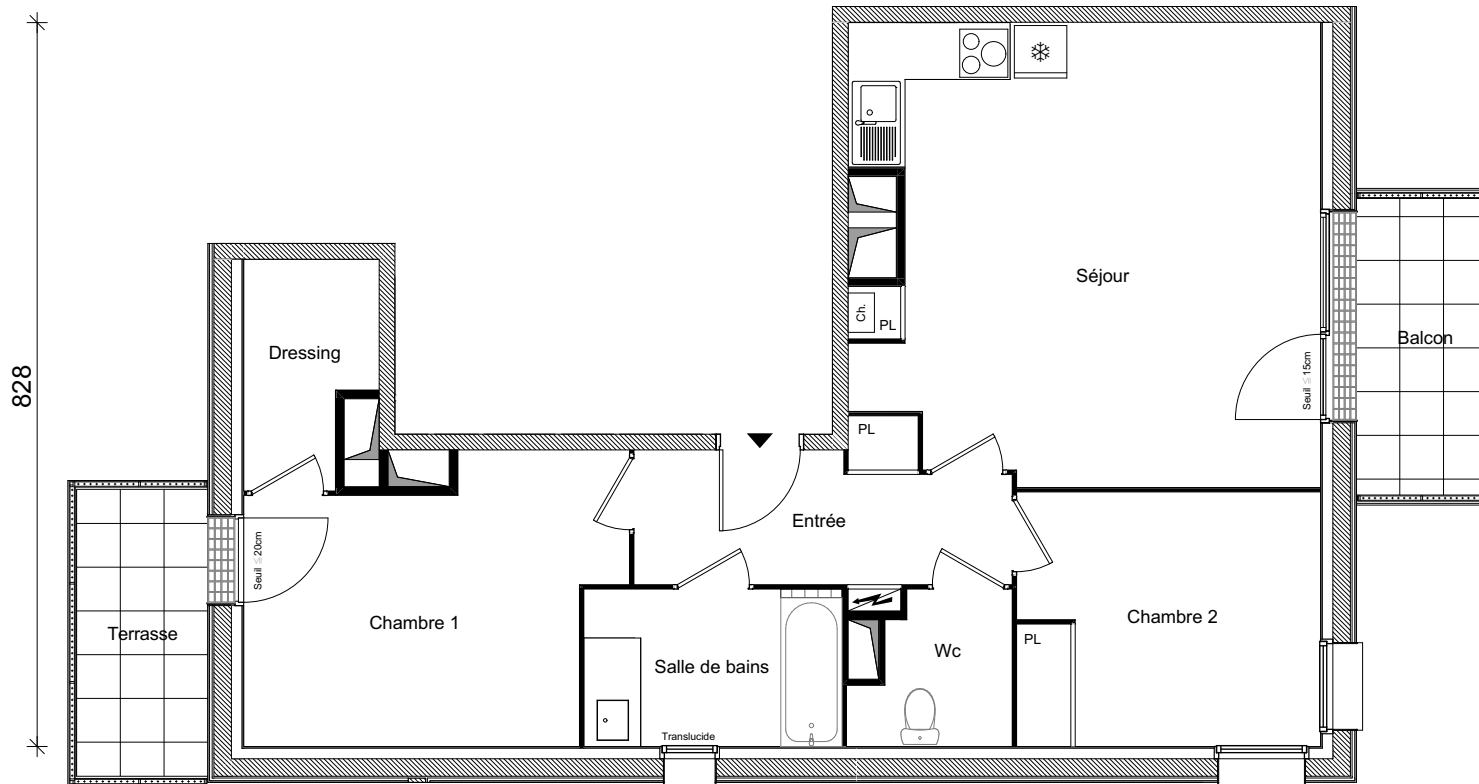 828
Séjour
Ch.
PL
Balcon
Dressing
Seuil ≤ 15cm
PL
Entrée
Seuil ≤ 20cm
Terrasse
Chambre 1
Chambre 2
PL
Wc
Salle de bains
Translucide